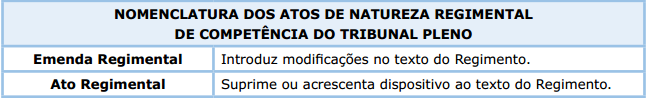 NOMENCLATURA DOS ATOS DE NATUREZA REGIMENTAL
DE COMPETÊNCIA DO TRIBUNAL PLENO
Emenda Regimental Introduz modificações no texto do Regimento.
Ato Regimental Suprime ou acrescenta dispositivo ao texto do Regimento.